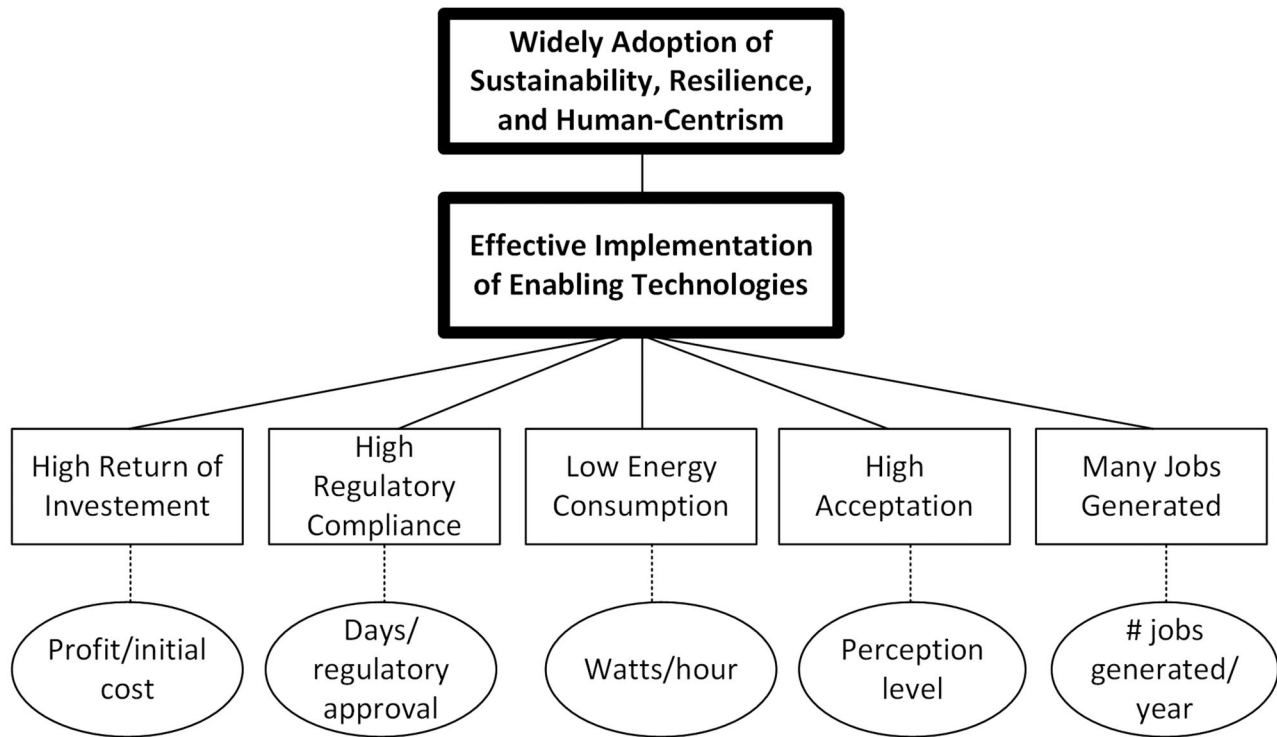 Widely Adoption of
Sustainability, Resilience,
and Human-Centrism
Effective Implementation
of Enabling Technologies
High Return of
Investement
High
Regulatory
Compliance
Low Energy
Consumption
High
Acceptation
Many Jobs
Generated
Profit/initial
cost
Days/
regulatory
approval
Watts/hour
Perception
level
# jobs
generated/
year